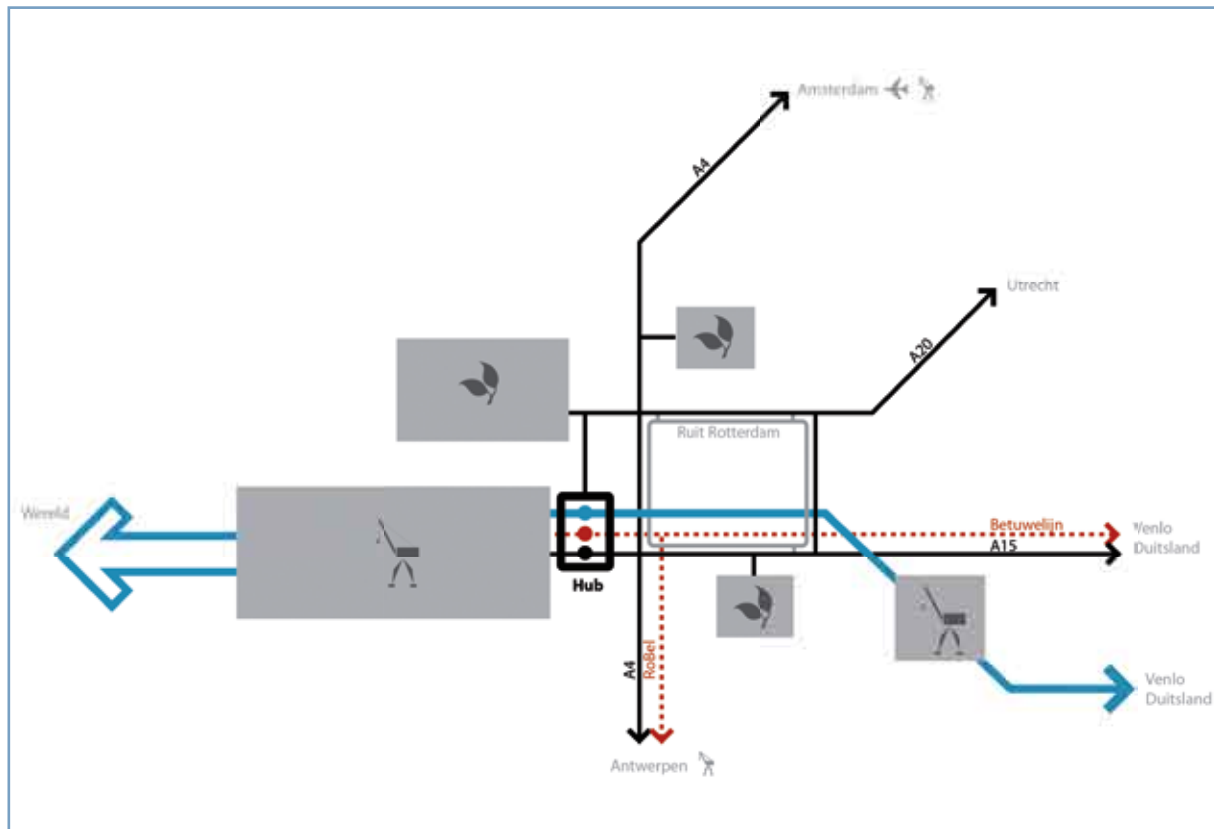 Amsterdam
A4
Utrecht
A20
Ruit Rotterdam
Wereld
Betuwelijn
Venlo
Duitsland
A15
Hub
A4
RoBel
Venlo
Duitsland
Antwerpen